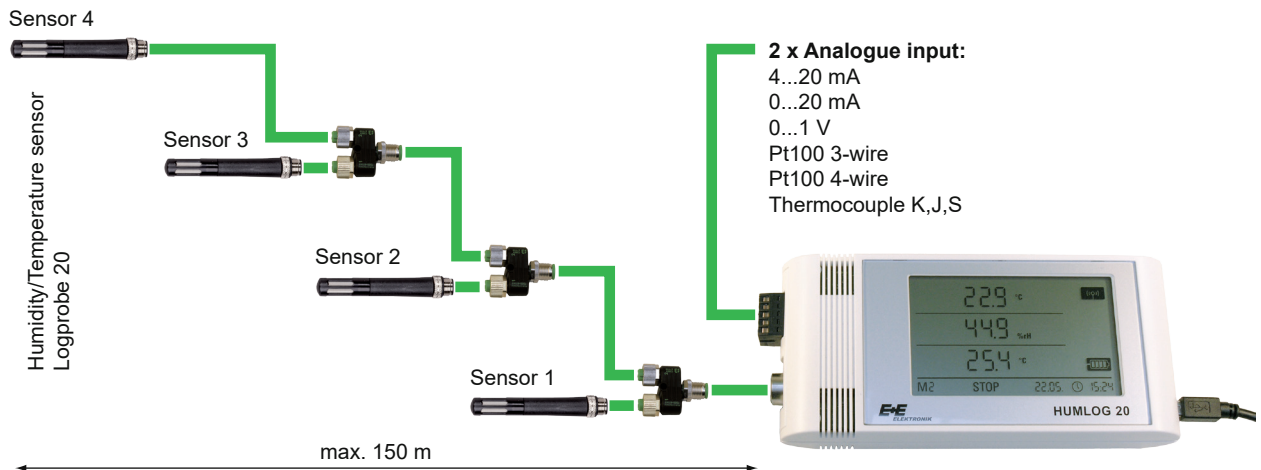 Sensor 4
2 x Analogue input:
4...20 mA
0...20 mA
0...1 V
Pt100 3-wire
Pt100 4-wire
Thermocouple K,J,S
Sensor 3
Humidity/Temperature sensor
Logprobe 20
Sensor 2
Sensor 1
22.9 °C
44.9 %rH
25.4 °C
M2 STOP 22.05. 15:24
E+E
ELEKTRONIK
HUMLOG 20
max. 150 m